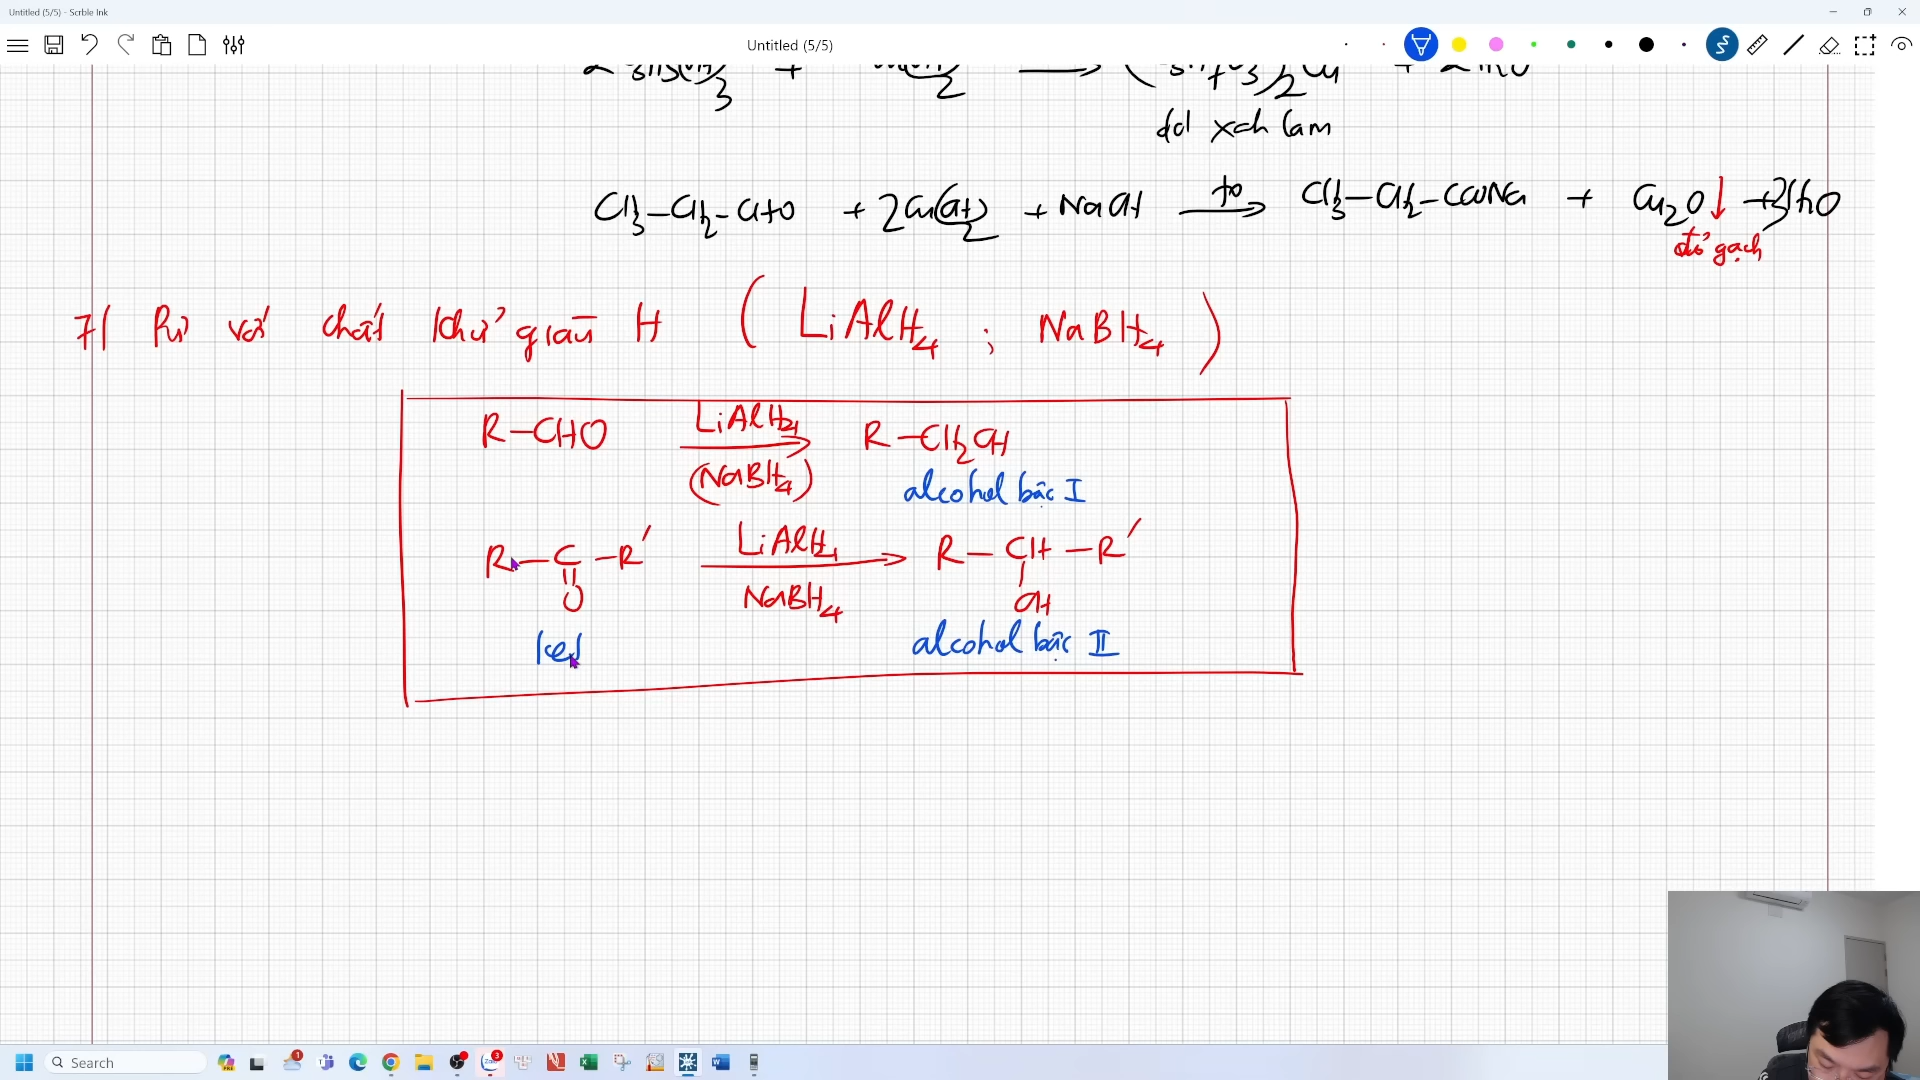 Untitled (5/5) - Scrble Ink
Untitled (5/5)
dd xah lam
CH3–CH2–CHO + 2Cu(OH)2 + NaOH to CH3–CH2–COONa + Cu2O↓ + 3H2O
đỏ gạch
7/ Pư với chất khử giàu H ( LiAlH4 ; NaBH4 )
R–CHO LiAlH4 (NaBH4) R–CH2OH
alcohol bậc I
R–C–R' LiAlH4 NaBH4 R–CH–R'
O OH
ket alcohol bậc II
Search